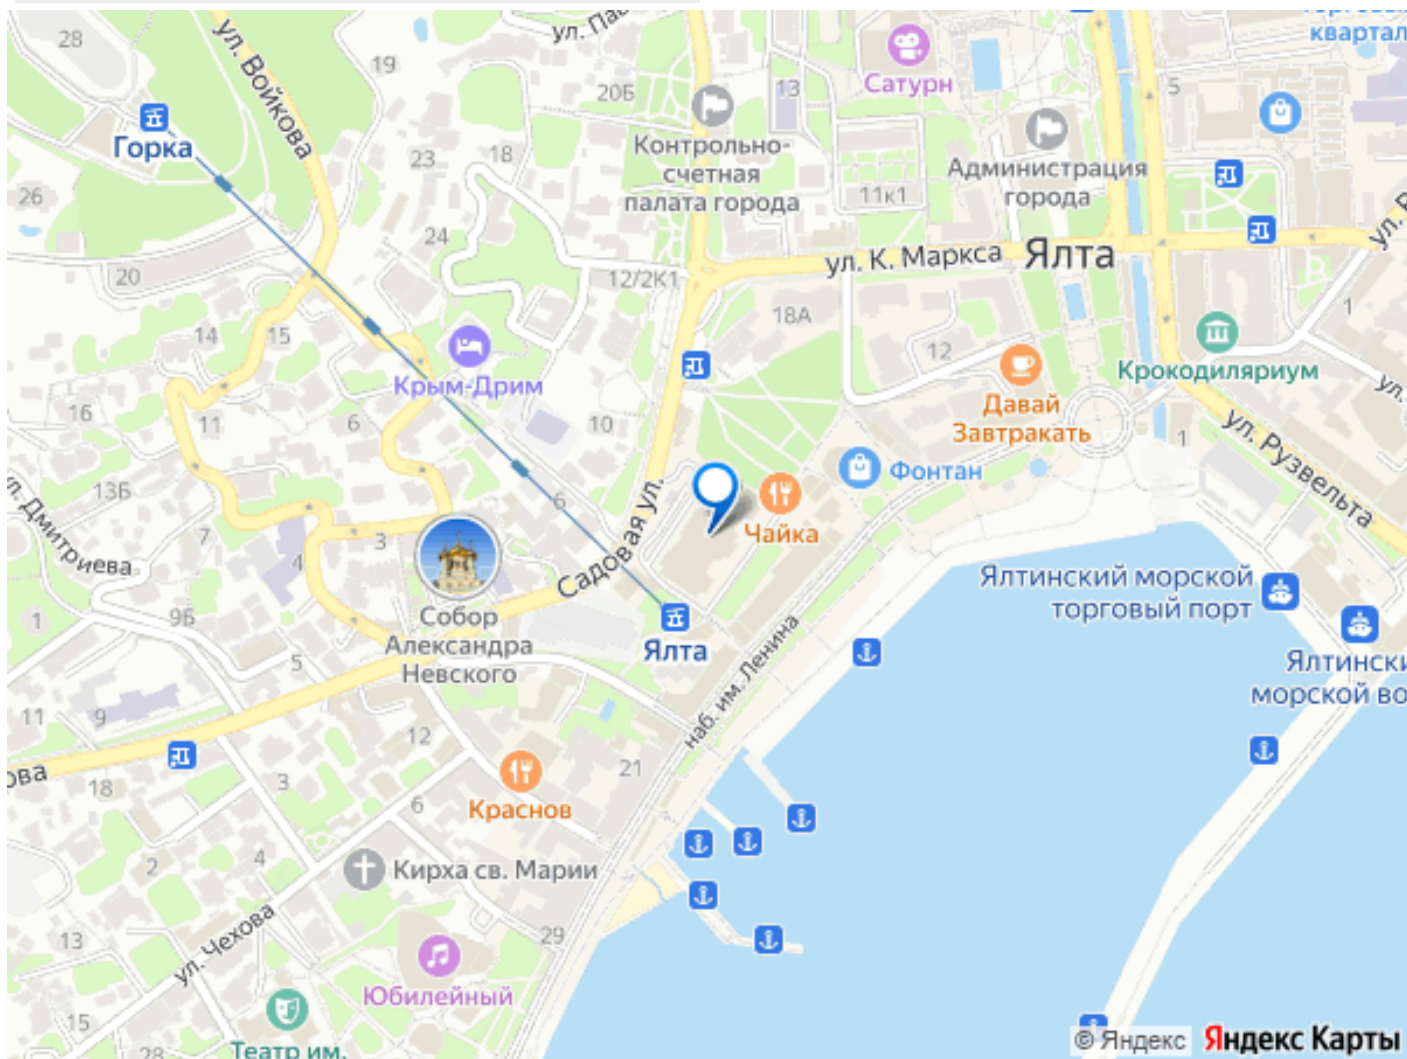 28
ул. Войкова
19
Сатурн
квартал
20Б
13
5
Горка
Контрольно-
счетная
палата города
Администрация
города
23
18
11к1
26
24
20
12/2К1
ул. К. Маркса
Ялта
18А
1
14
15
12
Крым-Дрим
Крокодиляриум
16
11
6
10
Давай
Завтракать
1
ул. Рузвельта
Фонтан
13Б
6
Садовая ул.
Чайка
ул. Дмитриева
7
3
4
9Б
Ялтинский морской
торговый порт
1
Собор
Александра
Невского
5
Ялта
наб. им. Ленина
11
9
12
21
18
3
Краснов
6
2
4
Кирха св. Марии
13
ул. Чехова
29
Юбилейный
15
28
Театр им.
© Яндекс
Яндекс Карты